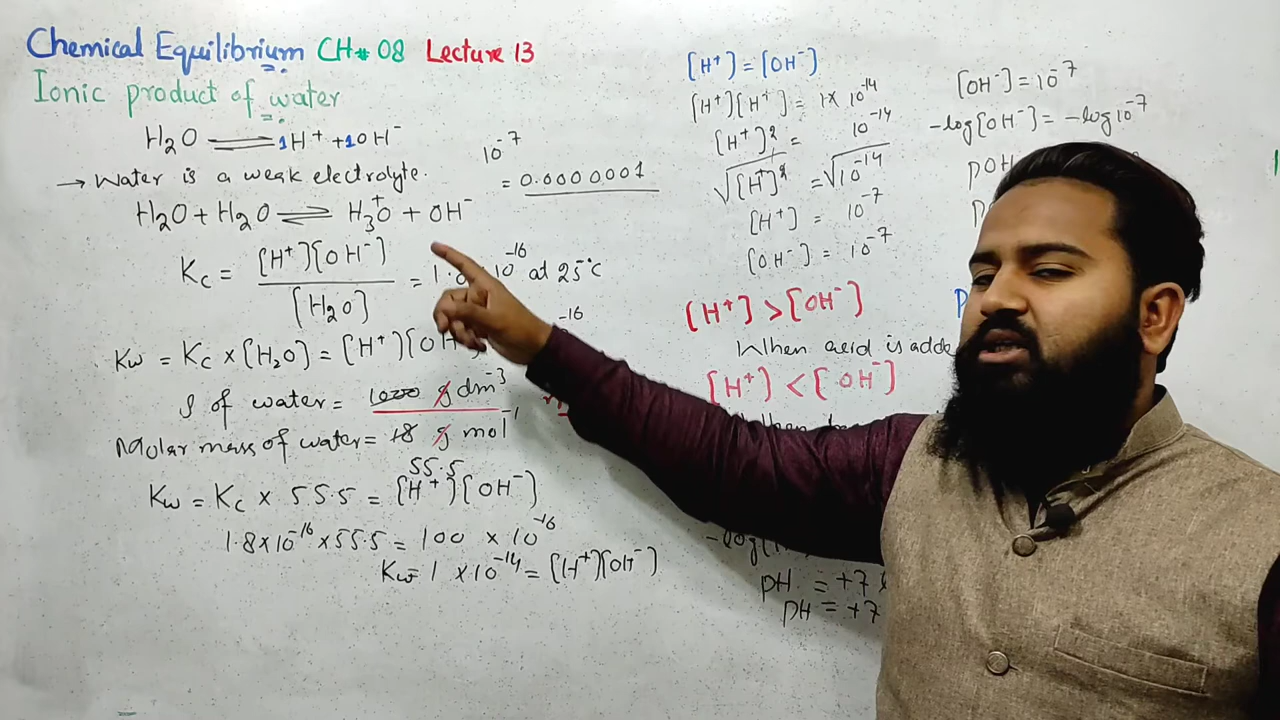 Chemical Equilibrium CH# 08 Lecture 13
Ionic product of water
H₂O ⇌ 1H⁺ + 1OH⁻
→ Water is a weak electrolyte.
H₂O + H₂O ⇌ H₃O⁺ + OH⁻
Kc = [H⁺][OH⁻] / [H₂O] = 1. 10⁻¹⁶ at 25°C
Kw = Kc × [H₂O] = [H⁺][OH
⁻¹⁶
ρ of water = 1000 g dm⁻³
Molar mass of water = 18 g mol⁻¹
55.5
Kw = Kc × 55.5 = [H⁺][OH⁻]
1.8×10⁻¹⁶×55.5 = 100 × 10⁻¹⁶
Kw = 1 × 10⁻¹⁴ = [H⁺][OH⁻]
10⁻⁷
= 0.0000001
[H⁺] = [OH⁻]
[H⁺][H⁺] = 1×10⁻¹⁴
[H⁺]² = 10⁻¹⁴
√[H⁺]² = √10⁻¹⁴
[H⁺] = 10⁻⁷
[OH⁻] = 10⁻⁷
[H⁺] > [OH⁻]
When acid is adde
[H⁺] < [OH⁻]
-log[H
pH = +7
pH = +7
[OH⁻] = 10⁻⁷
-log[OH⁻] = -log10⁻⁷
pOH